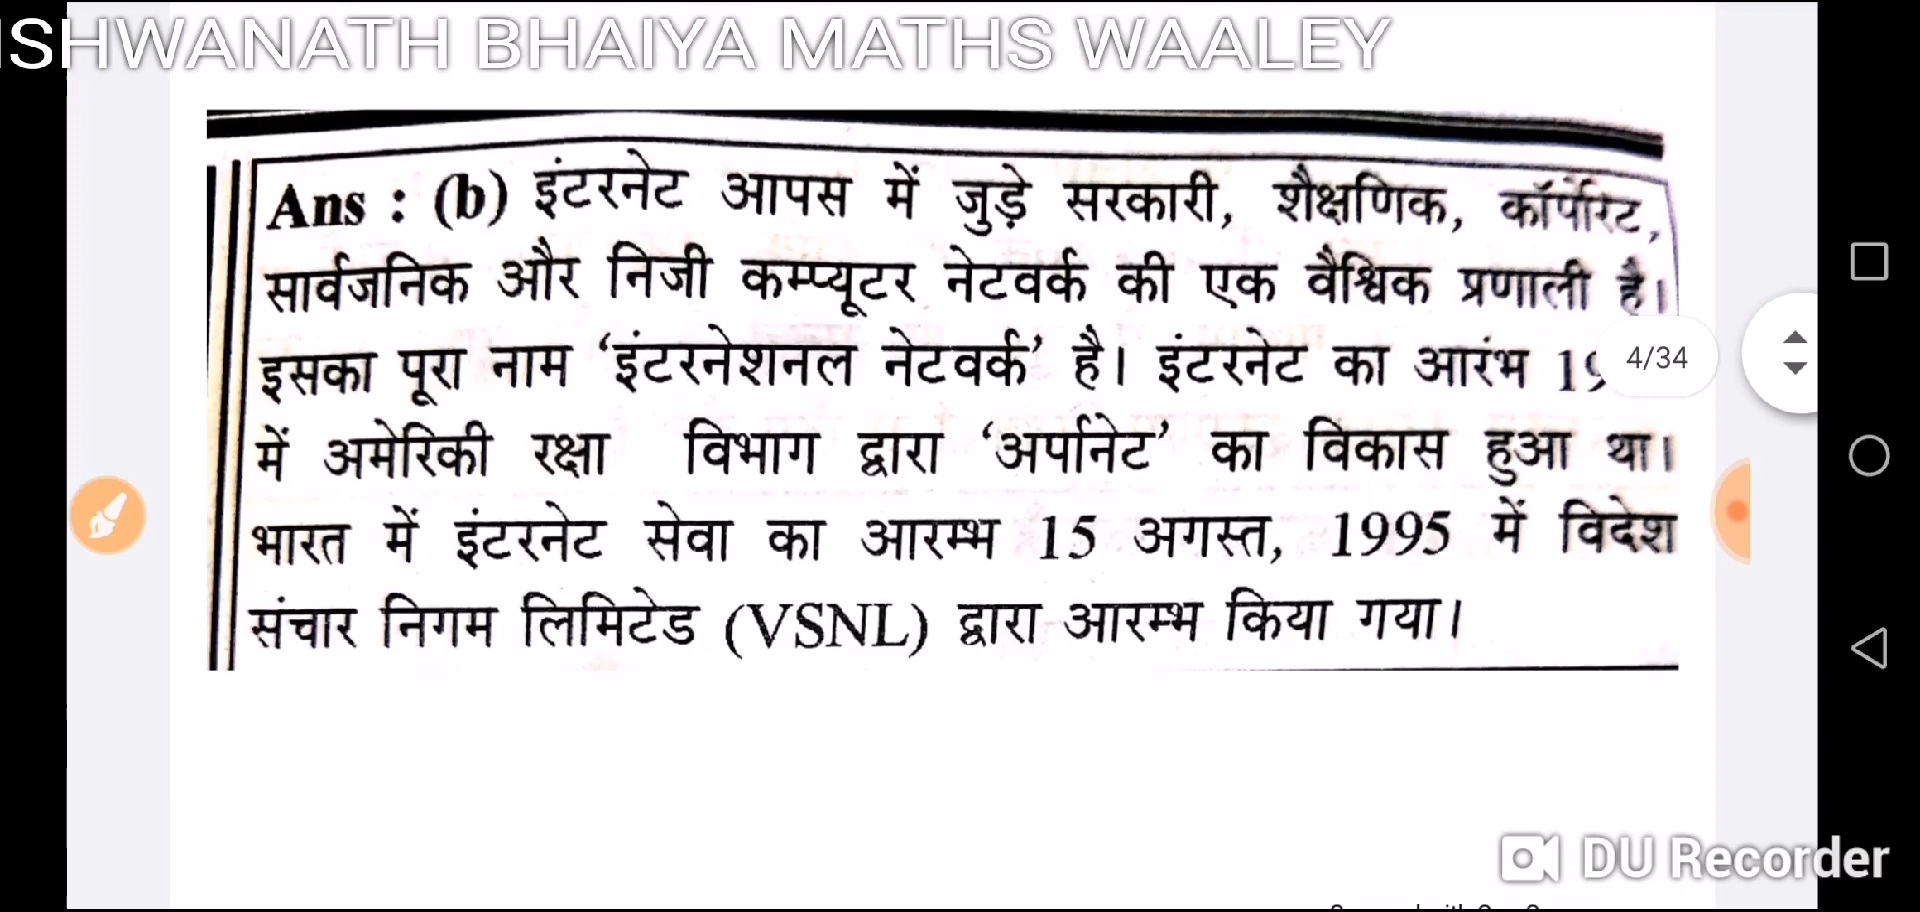 SHWANATH BHAIYA MATHS WAALEY
Ans : (b) इंटरनेट आपस में जुड़े सरकारी, शैक्षणिक, कॉर्पोरेट,
सार्वजनिक और निजी कम्प्यूटर नेटवर्क की एक वैश्विक प्रणाली है।
इसका पूरा नाम ‘इंटरनेशनल नेटवर्क’ है। इंटरनेट का आरंभ
4/34
में अमेरिकी रक्षा विभाग द्वारा ‘अर्पानेट’ का विकास हुआ था।
भारत में इंटरनेट सेवा का आरम्भ 15 अगस्त, 1995 में विदेश
संचार निगम लिमिटेड (VSNL) द्वारा आरम्भ किया गया।
DU Recorder